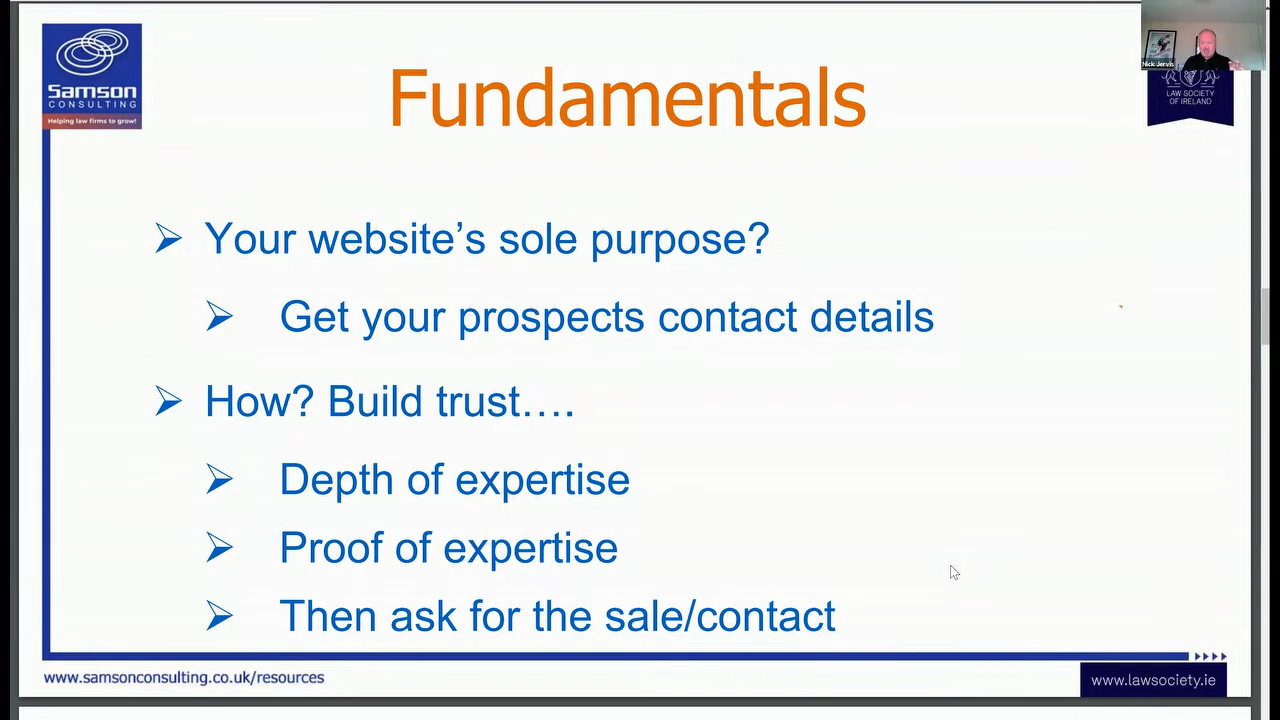 Samson
CONSULTING
Helping law firms to grow!
Fundamentals
Nick Jervis
LAW SOCIETY
OF IRELAND
Your website’s sole purpose?
Get your prospects contact details
How? Build trust….
Depth of expertise
Proof of expertise
Then ask for the sale/contact
www.samsonconsulting.co.uk/resources
www.lawsociety.ie